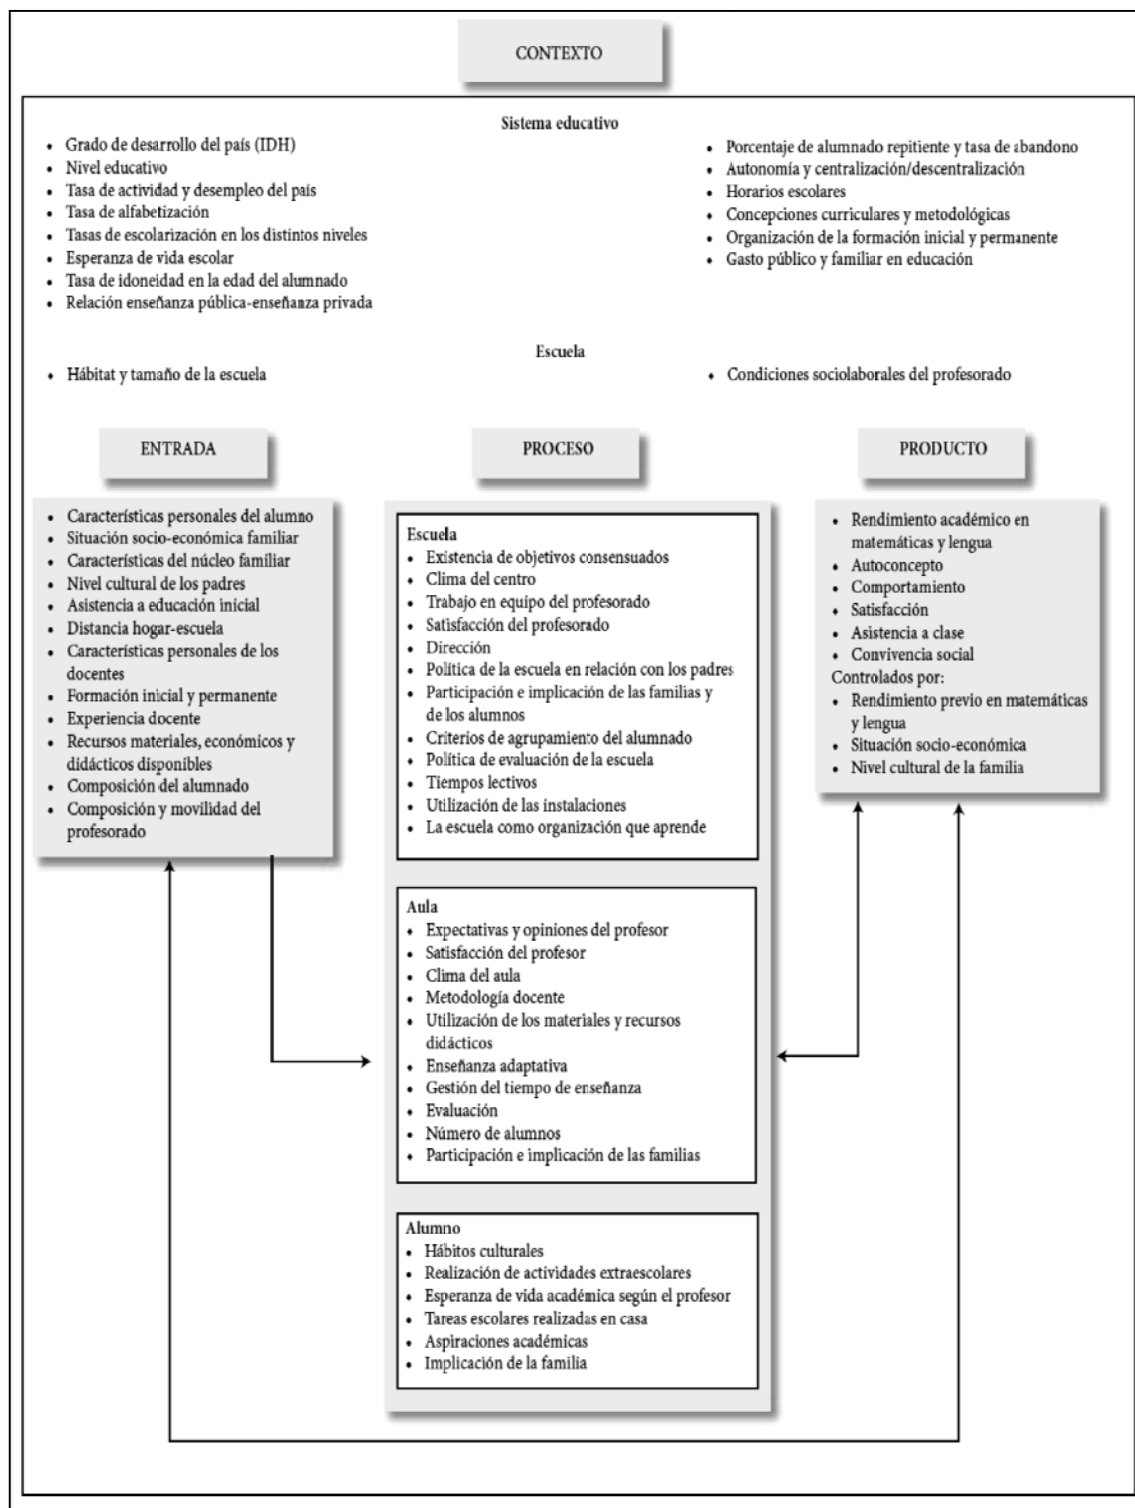 CONTEXTO
Sistema educativo
• Grado de desarrollo del país (IDH)
• Nivel educativo
• Tasa de actividad y desempleo del país
• Tasa de alfabetización
• Tasas de escolarización en los distintos niveles
• Esperanza de vida escolar
• Tasa de idoneidad en la edad del alumnado
• Relación enseñanza pública-enseñanza privada
• Porcentaje de alumnado repitiente y tasa de abandono
• Autonomía y centralización/descentralización
• Horarios escolares
• Concepciones curriculares y metodológicas
• Organización de la formación inicial y permanente
• Gasto público y familiar en educación
Escuela
• Hábitat y tamaño de la escuela
• Condiciones sociolaborales del profesorado
ENTRADA
• Características personales del alumno
• Situación socio-económica familiar
• Características del núcleo familiar
• Nivel cultural de los padres
• Asistencia a educación inicial
• Distancia hogar-escuela
• Características personales de los
docentes
• Formación inicial y permanente
• Experiencia docente
• Recursos materiales, económicos y
didácticos disponibles
• Composición del alumnado
• Composición y movilidad del
profesorado
PROCESO
Escuela
• Existencia de objetivos consensuados
• Clima del centro
• Trabajo en equipo del profesorado
• Satisfacción del profesorado
• Dirección
• Política de la escuela en relación con los padres
• Participación e implicación de las familias y
de los alumnos
• Criterios de agrupamiento del alumnado
• Política de evaluación de la escuela
• Tiempos lectivos
• Utilización de las instalaciones
• La escuela como organización que aprende
Aula
• Expectativas y opiniones del profesor
• Satisfacción del profesor
• Clima del aula
• Metodología docente
• Utilización de los materiales y recursos
didácticos
• Enseñanza adaptativa
• Gestión del tiempo de enseñanza
• Evaluación
• Número de alumnos
• Participación e implicación de las familias
Alumno
• Hábitos culturales
• Realización de actividades extraescolares
• Esperanza de vida académica según el profesor
• Tareas escolares realizadas en casa
• Aspiraciones académicas
• Implicación de la familia
PRODUCTO
• Rendimiento académico en
matemáticas y lengua
• Autoconcepto
• Comportamiento
• Satisfacción
• Asistencia a clase
• Convivencia social
Controlados por:
• Rendimiento previo en matemáticas
y lengua
• Situación socio-económica
• Nivel cultural de la familia